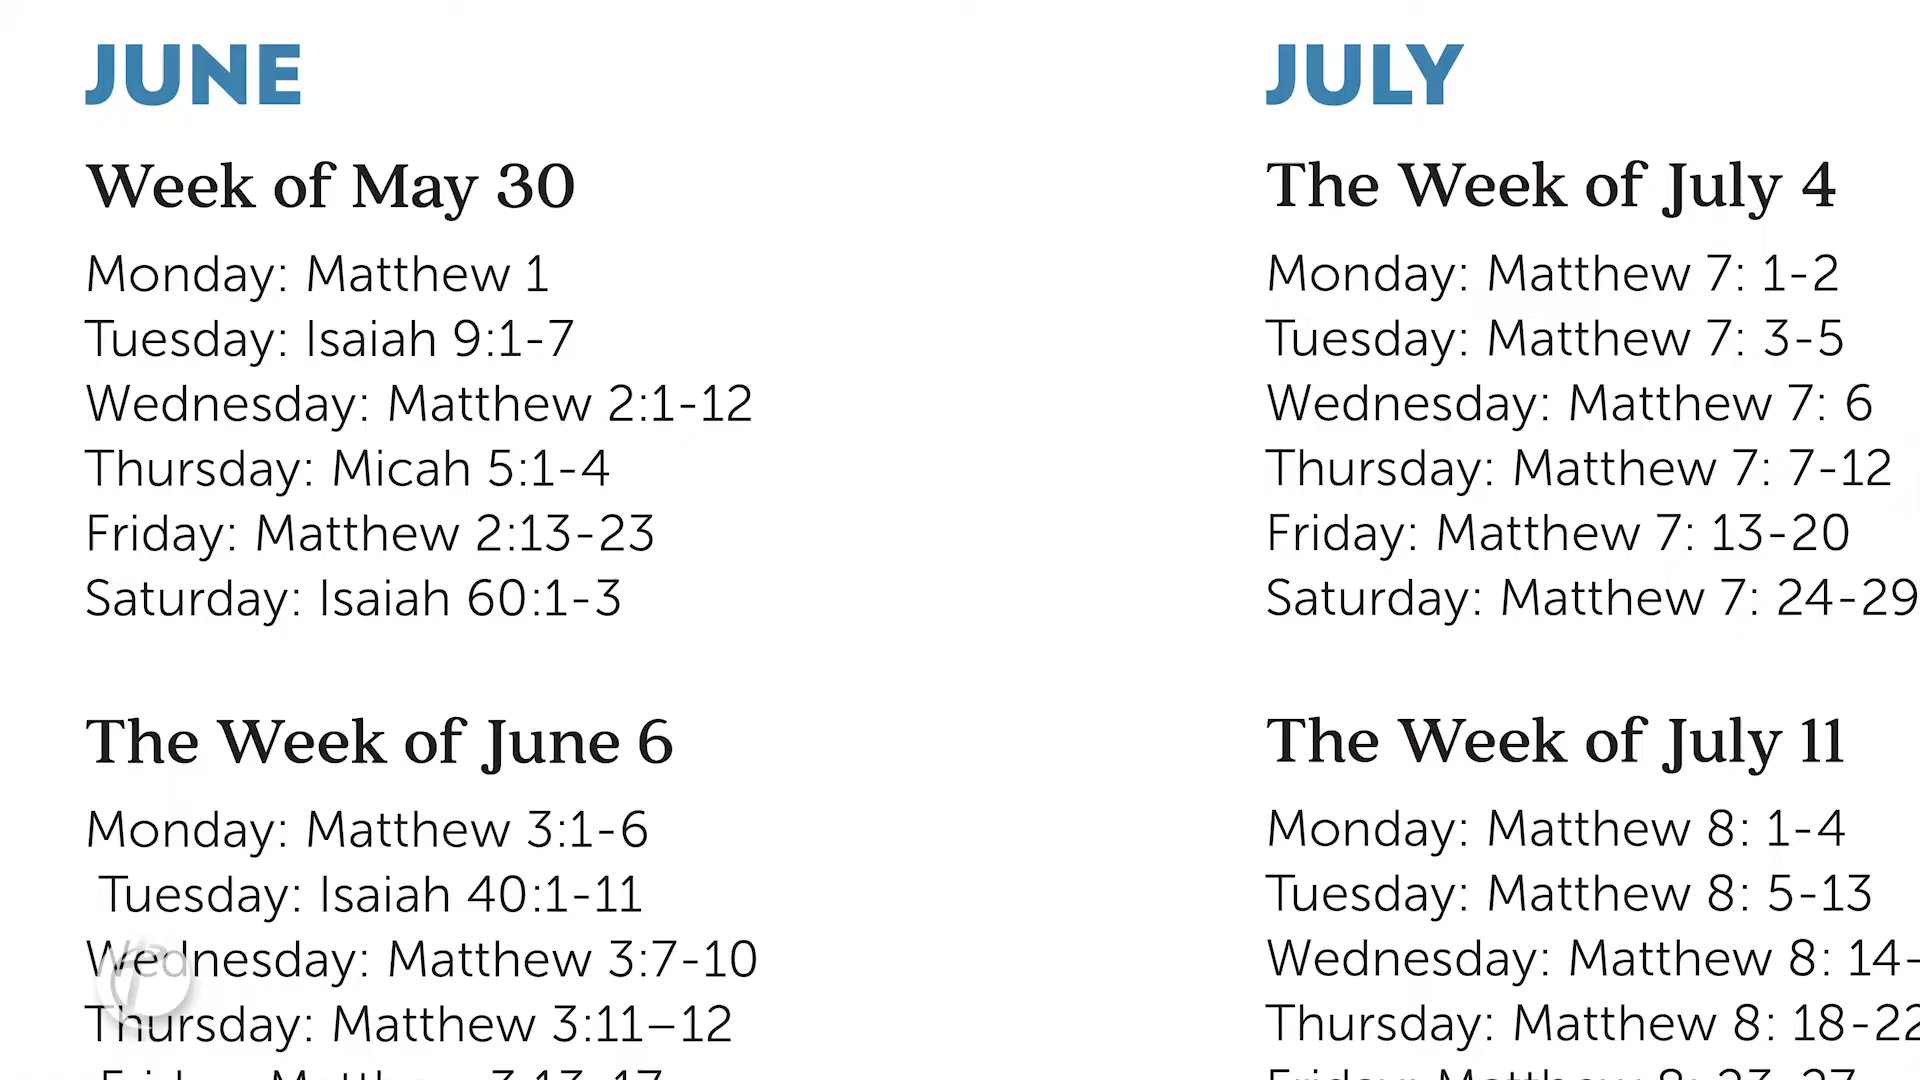 JUNE
Week of May 30
Monday: Matthew 1
Tuesday: Isaiah 9:1-7
Wednesday: Matthew 2:1-12
Thursday: Micah 5:1-4
Friday: Matthew 2:13-23
Saturday: Isaiah 60:1-3
The Week of June 6
Monday: Matthew 3:1-6
Tuesday: Isaiah 40:1-11
Wednesday: Matthew 3:7-10
Thursday: Matthew 3:11–12
JULY
The Week of July 4
Monday: Matthew 7: 1-2
Tuesday: Matthew 7: 3-5
Wednesday: Matthew 7: 6
Thursday: Matthew 7: 7-12
Friday: Matthew 7: 13-20
Saturday: Matthew 7: 24-29
The Week of July 11
Monday: Matthew 8: 1-4
Tuesday: Matthew 8: 5-13
Wednesday: Matthew 8: 14-
Thursday: Matthew 8: 18-22